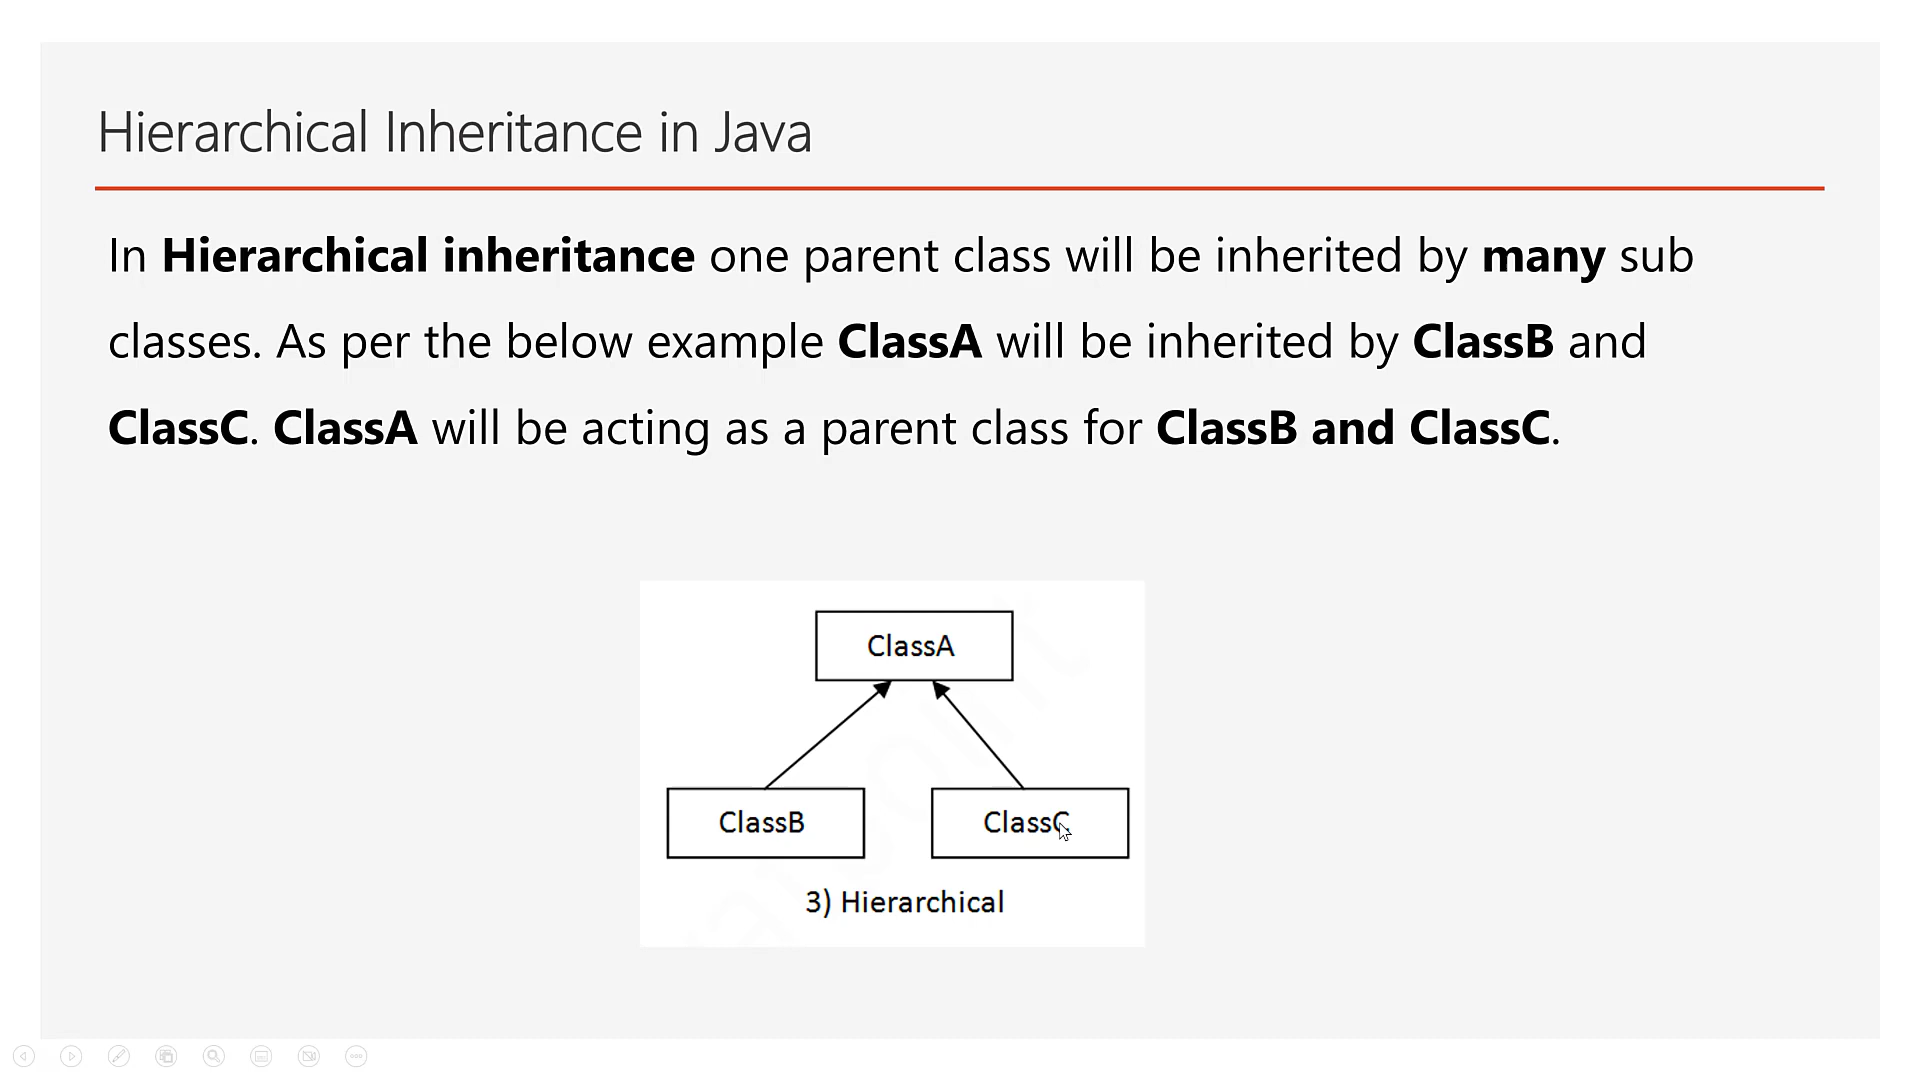 Hierarchical Inheritance in Java
In Hierarchical inheritance one parent class will be inherited by many sub
classes. As per the below example ClassA will be inherited by ClassB and
ClassC. ClassA will be acting as a parent class for ClassB and ClassC.
ClassA
ClassB
ClassC
3) Hierarchical